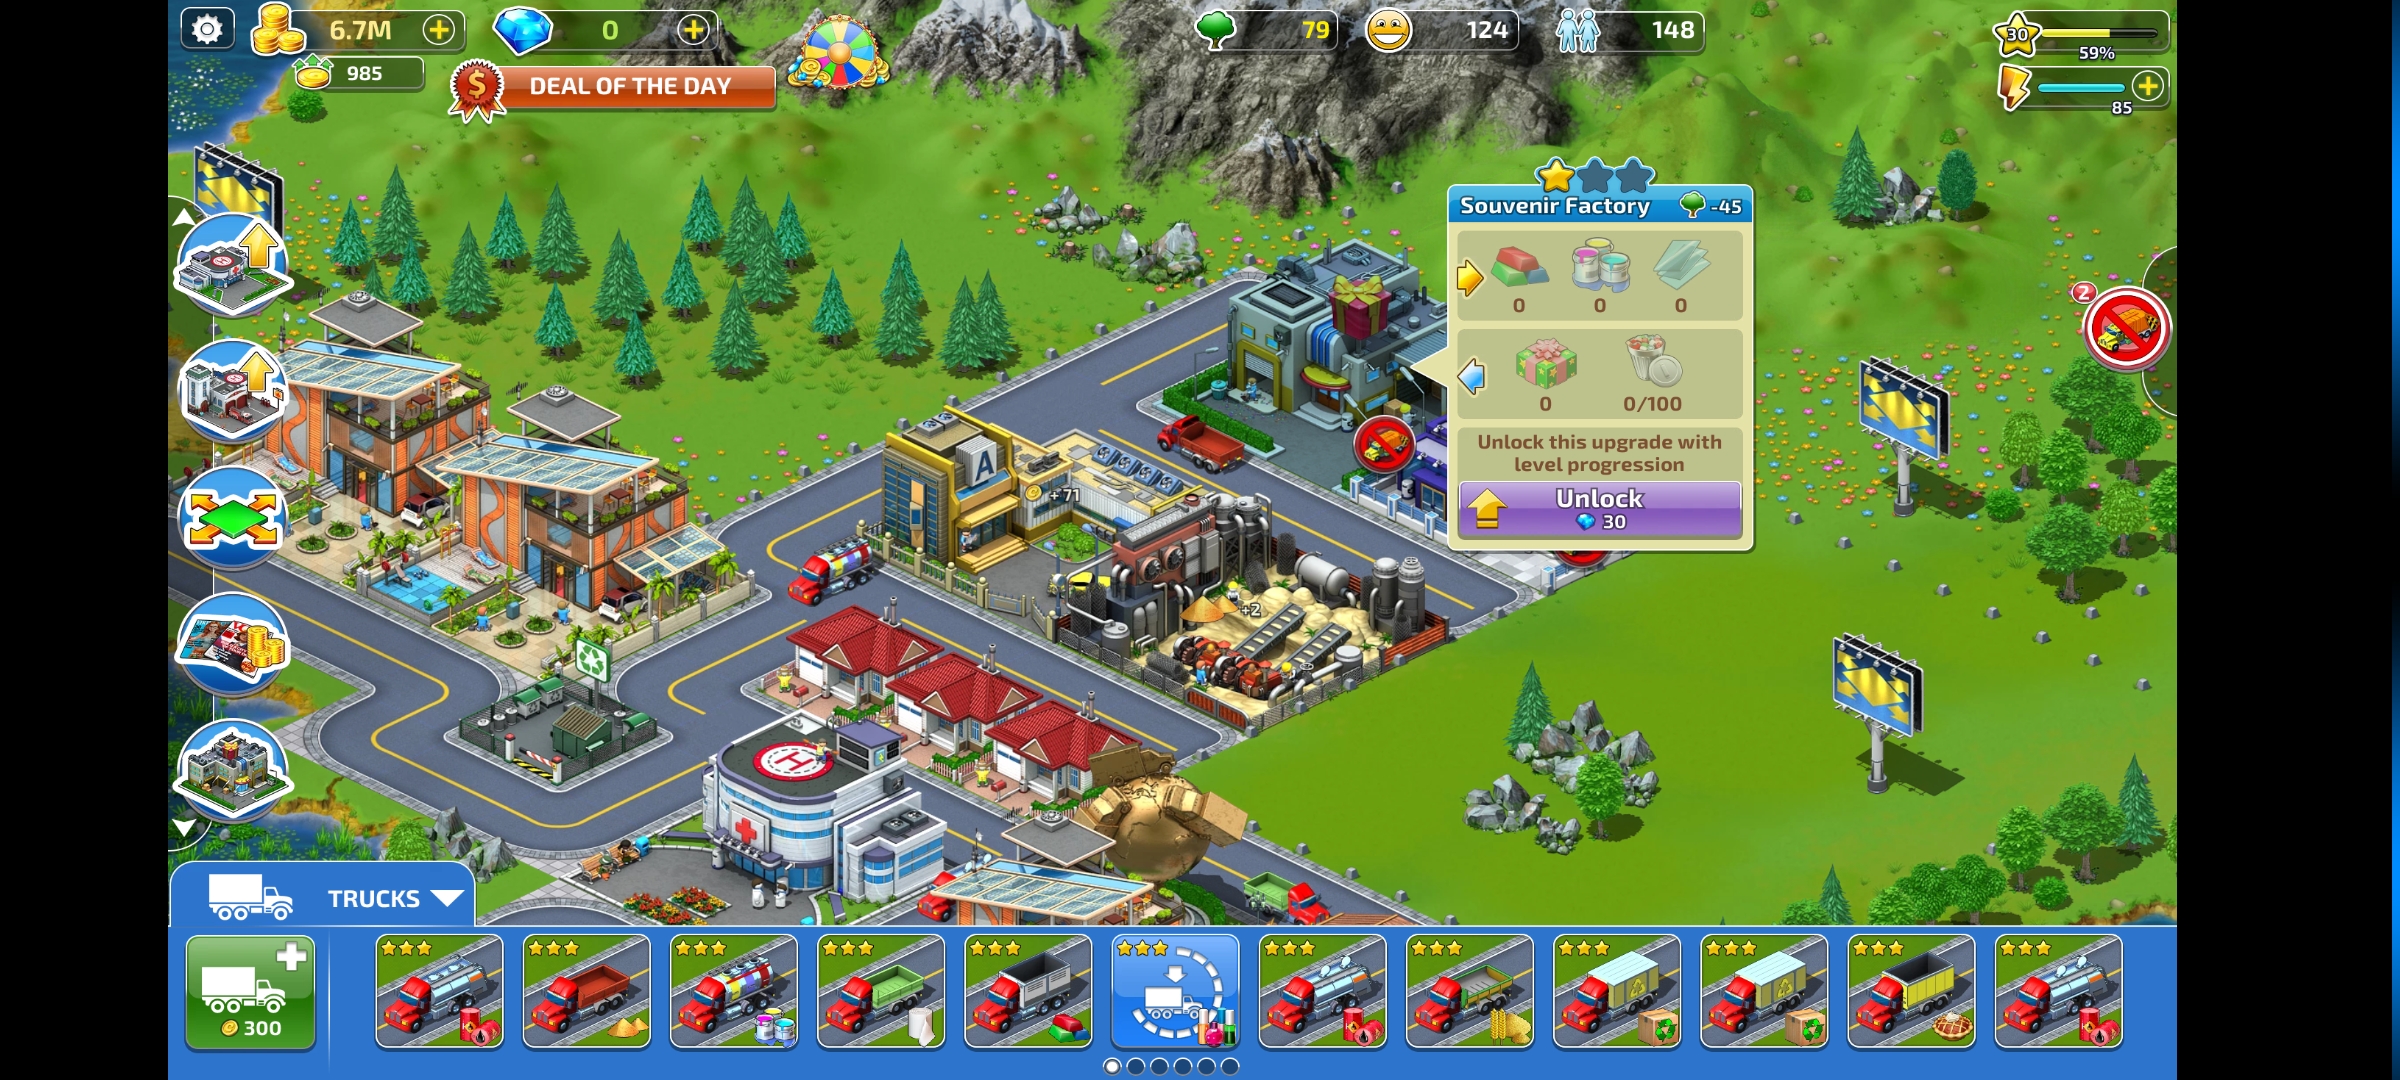 6.7M
0
79
124
148
30
59%
985
DEAL OF THE DAY
$
85
Souvenir Factory
-45
0
0
0
0
0/100
Unlock this upgrade with
level progression
Unlock
30
2
A
+71
+2
H
TRUCKS
300